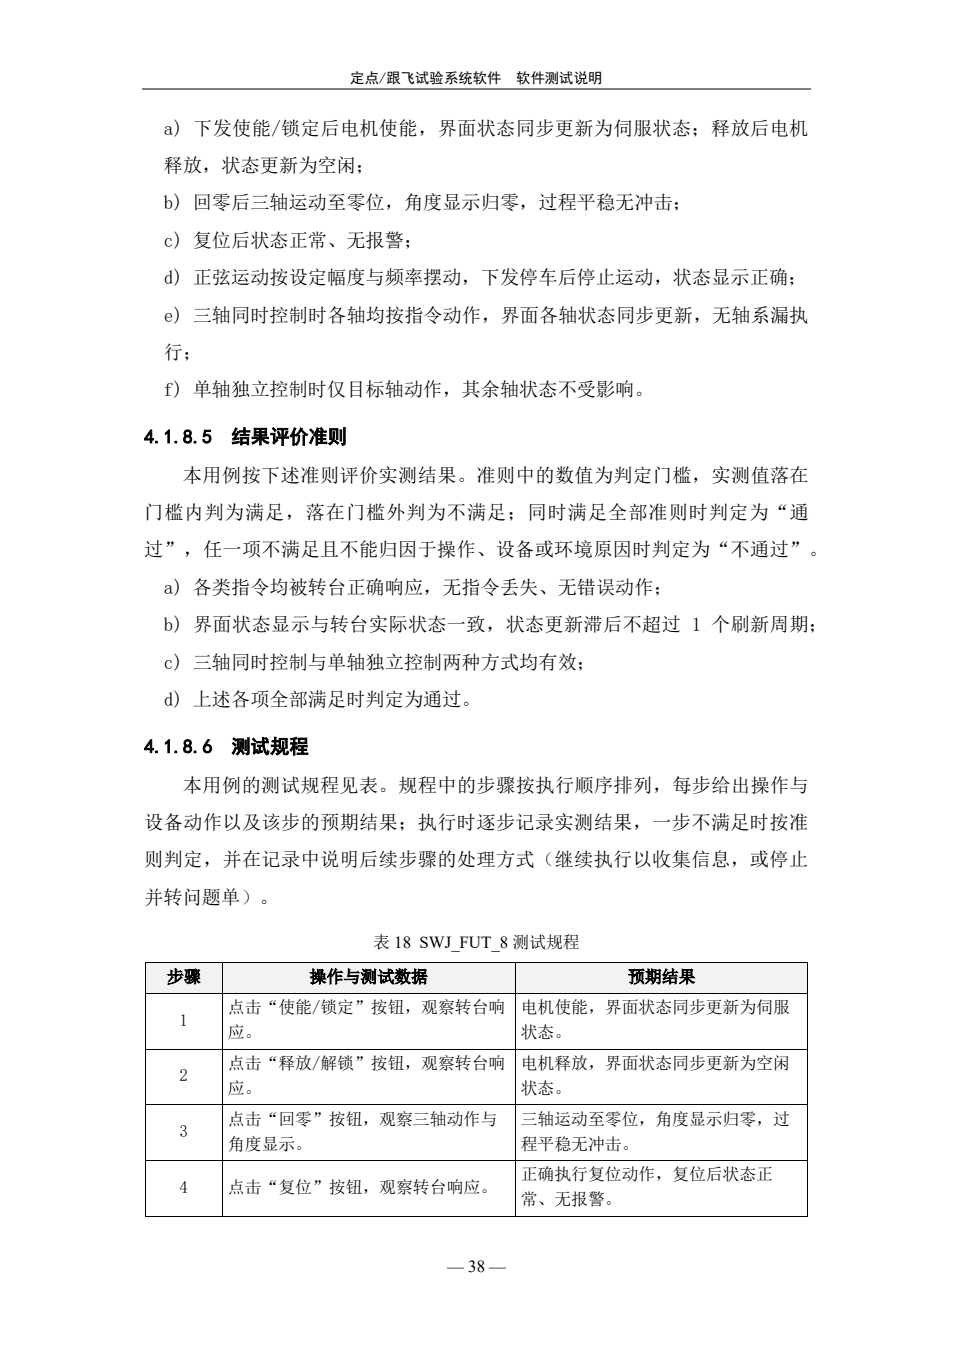 定点/跟飞试验系统软件　软件测试说明
a) 下发使能/锁定后电机使能，界面状态同步更新为伺服状态；释放后电机
释放，状态更新为空闲；
b) 回零后三轴运动至零位，角度显示归零，过程平稳无冲击；
c) 复位后状态正常、无报警；
d) 正弦运动按设定幅度与频率摆动，下发停车后停止运动，状态显示正确；
e) 三轴同时控制时各轴均按指令动作，界面各轴状态同步更新，无轴系漏执
行；
f) 单轴独立控制时仅目标轴动作，其余轴状态不受影响。
4.1.8.5　结果评价准则
本用例按下述准则评价实测结果。准则中的数值为判定门槛，实测值落在
门槛内判为满足，落在门槛外判为不满足；同时满足全部准则时判定为“通
过”，任一项不满足且不能归因于操作、设备或环境原因时判定为“不通过”。
a) 各类指令均被转台正确响应，无指令丢失、无错误动作；
b) 界面状态显示与转台实际状态一致，状态更新滞后不超过 1 个刷新周期；
c) 三轴同时控制与单轴独立控制两种方式均有效；
d) 上述各项全部满足时判定为通过。
4.1.8.6　测试规程
本用例的测试规程见表。规程中的步骤按执行顺序排列，每步给出操作与
设备动作以及该步的预期结果；执行时逐步记录实测结果，一步不满足时按准
则判定，并在记录中说明后续步骤的处理方式（继续执行以收集信息，或停止
并转问题单）。
表 18 SWJ_FUT_8 测试规程
步骤 操作与测试数据 预期结果
1
点击“使能/锁定”按钮，观察转台响
应。
电机使能，界面状态同步更新为伺服
状态。
2
点击“释放/解锁”按钮，观察转台响
应。
电机释放，界面状态同步更新为空闲
状态。
3
点击“回零”按钮，观察三轴动作与
角度显示。
三轴运动至零位，角度显示归零，过
程平稳无冲击。
4
点击“复位”按钮，观察转台响应。
正确执行复位动作，复位后状态正
常、无报警。
— 38 —